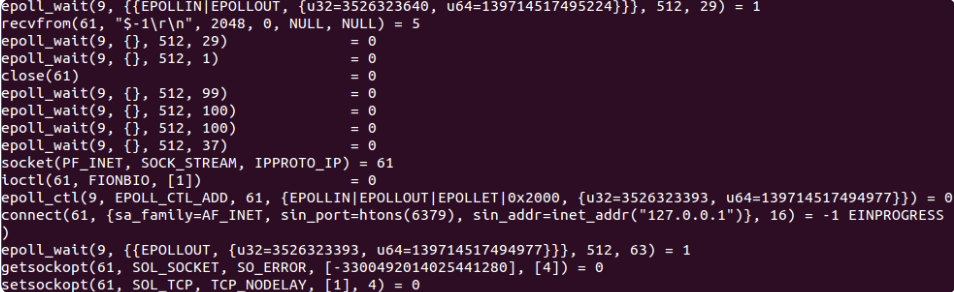 epoll_wait(9, {{EPOLLIN|EPOLLOUT, {u32=3526323640, u64=139714517495224}}}, 512, 29) = 1
recvfrom(61, "$-1\r\n", 2048, 0, NULL, NULL) = 5
epoll_wait(9, {}, 512, 29)              = 0
epoll_wait(9, {}, 512, 1)               = 0
close(61)                               = 0
epoll_wait(9, {}, 512, 99)              = 0
epoll_wait(9, {}, 512, 100)             = 0
epoll_wait(9, {}, 512, 100)             = 0
epoll_wait(9, {}, 512, 37)              = 0
socket(PF_INET, SOCK_STREAM, IPPROTO_IP) = 61
ioctl(61, FIONBIO, [1])                 = 0
epoll_ctl(9, EPOLL_CTL_ADD, 61, {EPOLLIN|EPOLLOUT|EPOLLET|0x2000, {u32=3526323393, u64=139714517494977}}) = 0
connect(61, {sa_family=AF_INET, sin_port=htons(6379), sin_addr=inet_addr("127.0.0.1")}, 16) = -1 EINPROGRESS
)
epoll_wait(9, {{EPOLLOUT, {u32=3526323393, u64=139714517494977}}}, 512, 63) = 1
getsockopt(61, SOL_SOCKET, SO_ERROR, [-3300492014025441280], [4]) = 0
setsockopt(61, SOL_TCP, TCP_NODELAY, [1], 4) = 0